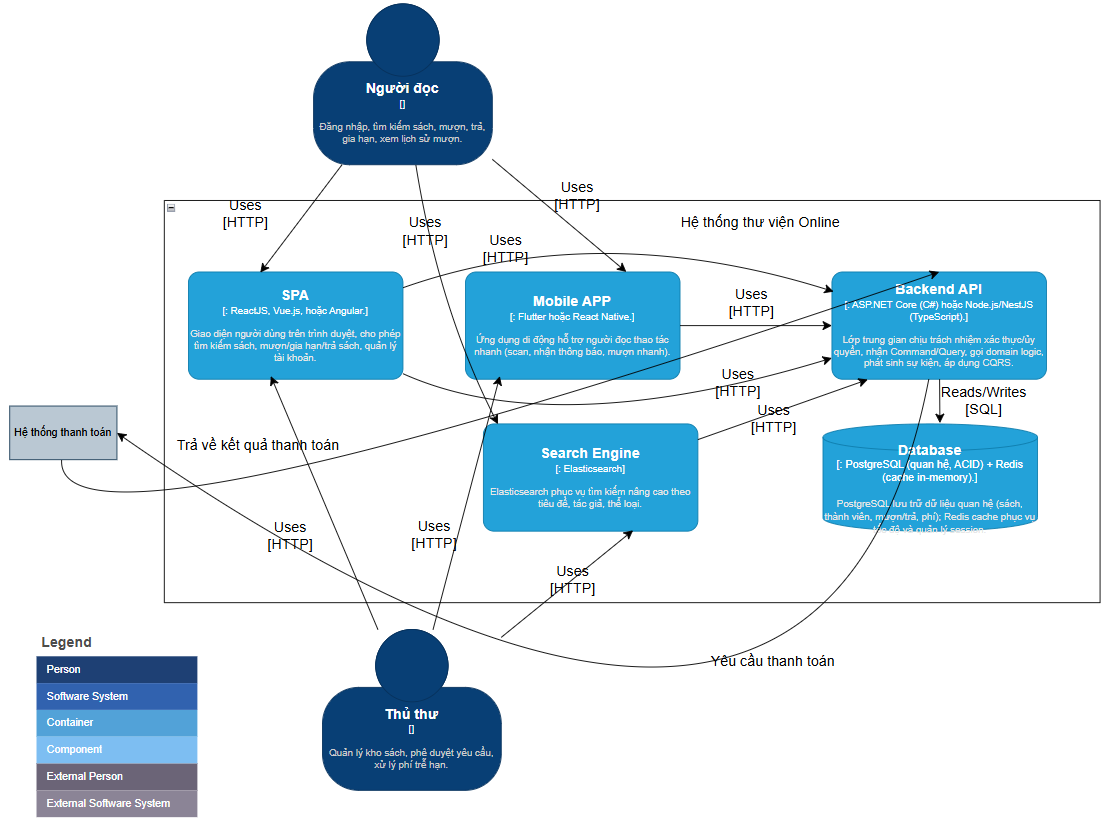 Người đọc
[]
Đăng nhập, tìm kiếm sách, mượn, trả,
gia hạn, xem lịch sử mượn.
Uses
[HTTP]
Uses
[HTTP]
Uses
[HTTP]
Uses
[HTTP]
Hệ thống thư viện Online
SPA
[: ReactJS, Vue.js, hoặc Angular.]
Giao diện người dùng trên trình duyệt, cho phép
tìm kiếm sách, mượn/gia hạn/trả sách, quản lý
tài khoản.
Mobile APP
[: Flutter hoặc React Native.]
Ứng dụng di động hỗ trợ người đọc thao tác
nhanh (scan, nhận thông báo, mượn nhanh).
Uses
[HTTP]
Backend API
[: ASP.NET Core (C#) hoặc Node.js/NestJS
(TypeScript).]
Lớp trung gian chịu trách nhiệm xác thực/ủy
quyền, nhận Command/Query, gọi domain logic,
phát sinh sự kiện, áp dụng CQRS.
Uses
[HTTP]
Uses
[HTTP]
Reads/Writes
[SQL]
Hệ thống thanh toán
Trả về kết quả thanh toán
Search Engine
[: Elasticsearch]
Elasticsearch phục vụ tìm kiếm nâng cao theo
tiêu đề, tác giả, thể loại.
Database
[: PostgreSQL (quan hệ, ACID) + Redis
(cache in-memory).]
PostgreSQL lưu trữ dữ liệu quan hệ (sách,
thành viên, mượn/trả, phí); Redis cache phục vụ
độ và quản lý session.
Uses
[HTTP]
Uses
[HTTP]
Uses
[HTTP]
Yêu cầu thanh toán
Thủ thư
[]
Quản lý kho sách, phê duyệt yêu cầu,
xử lý phí trễ hạn.
Legend
Person
Software System
Container
Component
External Person
External Software System